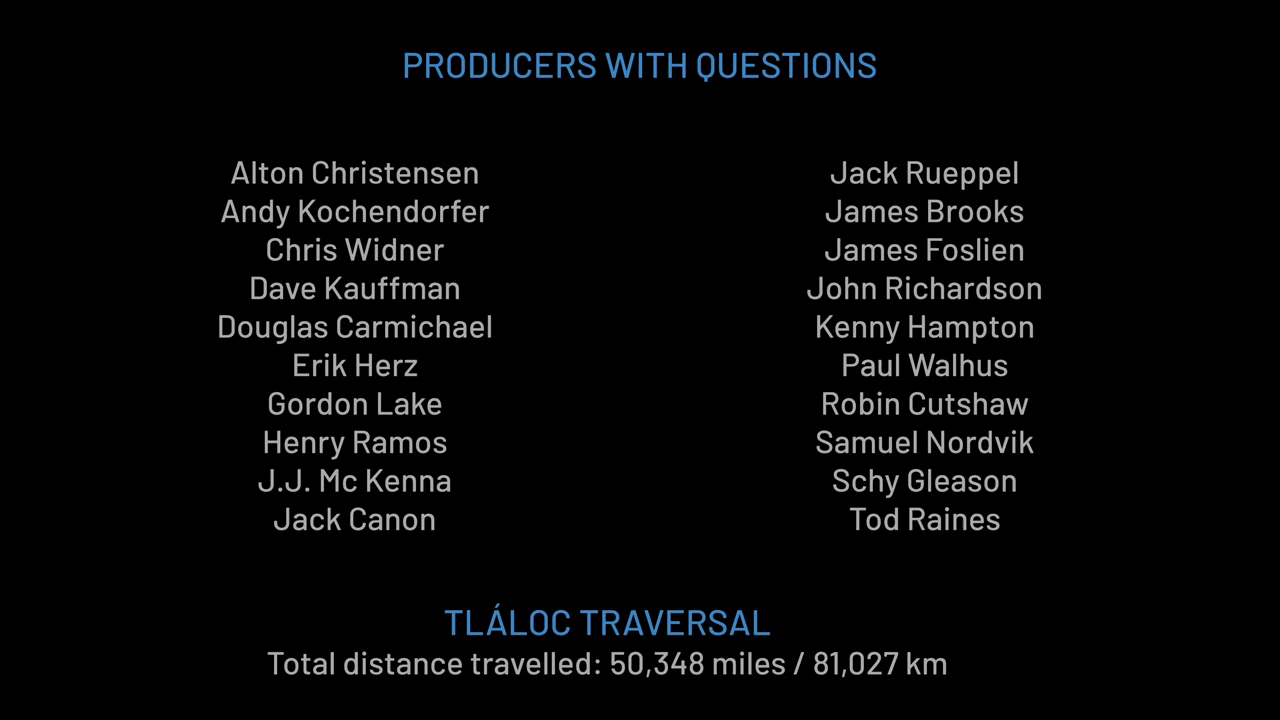 PRODUCERS WITH QUESTIONS
Alton Christensen
Andy Kochendorfer
Chris Widner
Dave Kauffman
Douglas Carmichael
Erik Herz
Gordon Lake
Henry Ramos
J.J. Mc Kenna
Jack Canon
Jack Rueppel
James Brooks
James Foslien
John Richardson
Kenny Hampton
Paul Walhus
Robin Cutshaw
Samuel Nordvik
Schy Gleason
Tod Raines
TLÁLOC TRAVERSAL
Total distance travelled: 50,348 miles / 81,027 km